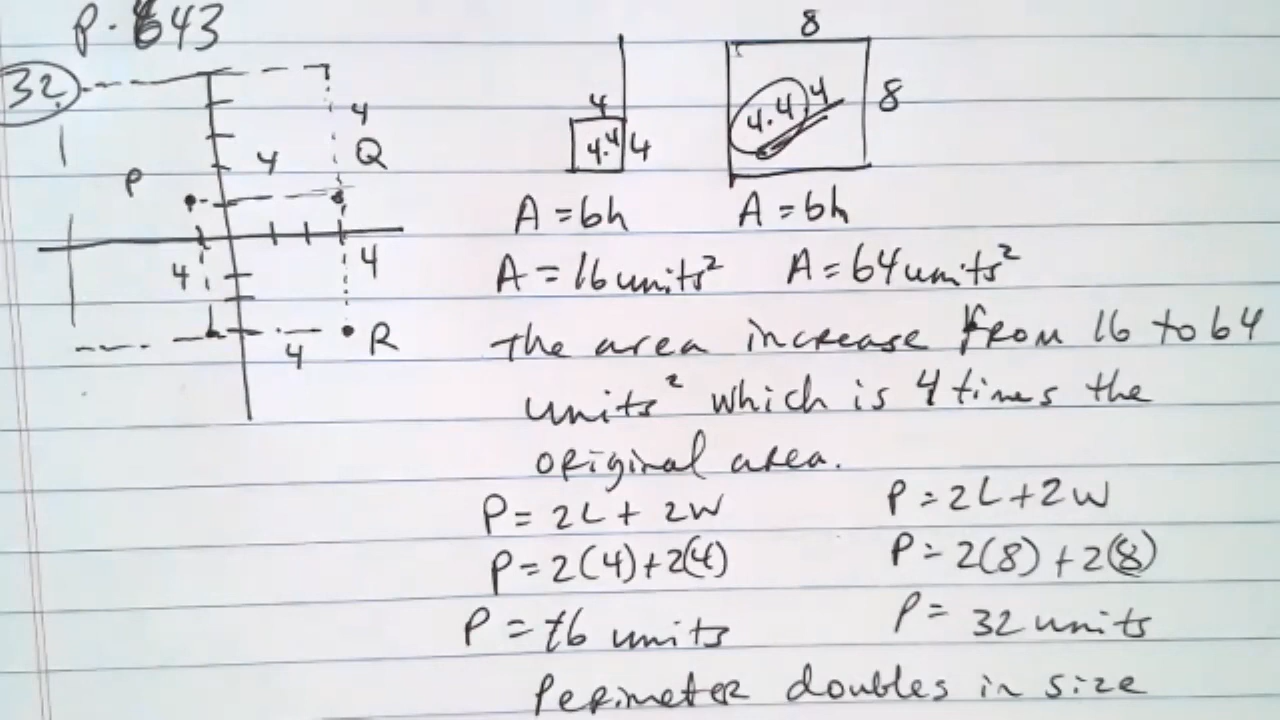 P. 643
32.
P
4
4
Q
4
4
4
R
4
4.4
4
8
4.4.4
8
A = bh
A = bh
A = 16 units²
A = 64 units²
the area increase from 16 to 64
units² which is 4 times the
original area.
P = 2L + 2W
P = 2L + 2W
P = 2(4) + 2(4)
P = 2(8) + 2(8)
P = 16 units
P = 32 units
Perimeter doubles in size